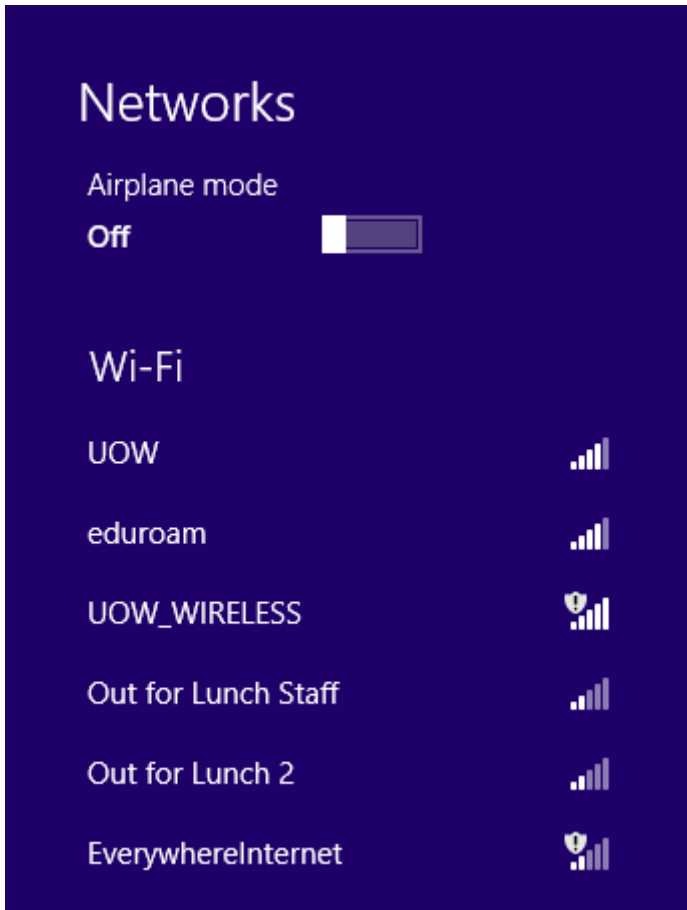 Networks
Airplane mode
Off
Wi-Fi
UOW
eduroam
UOW_WIRELESS
Out for Lunch Staff
Out for Lunch 2
EverywhereInternet